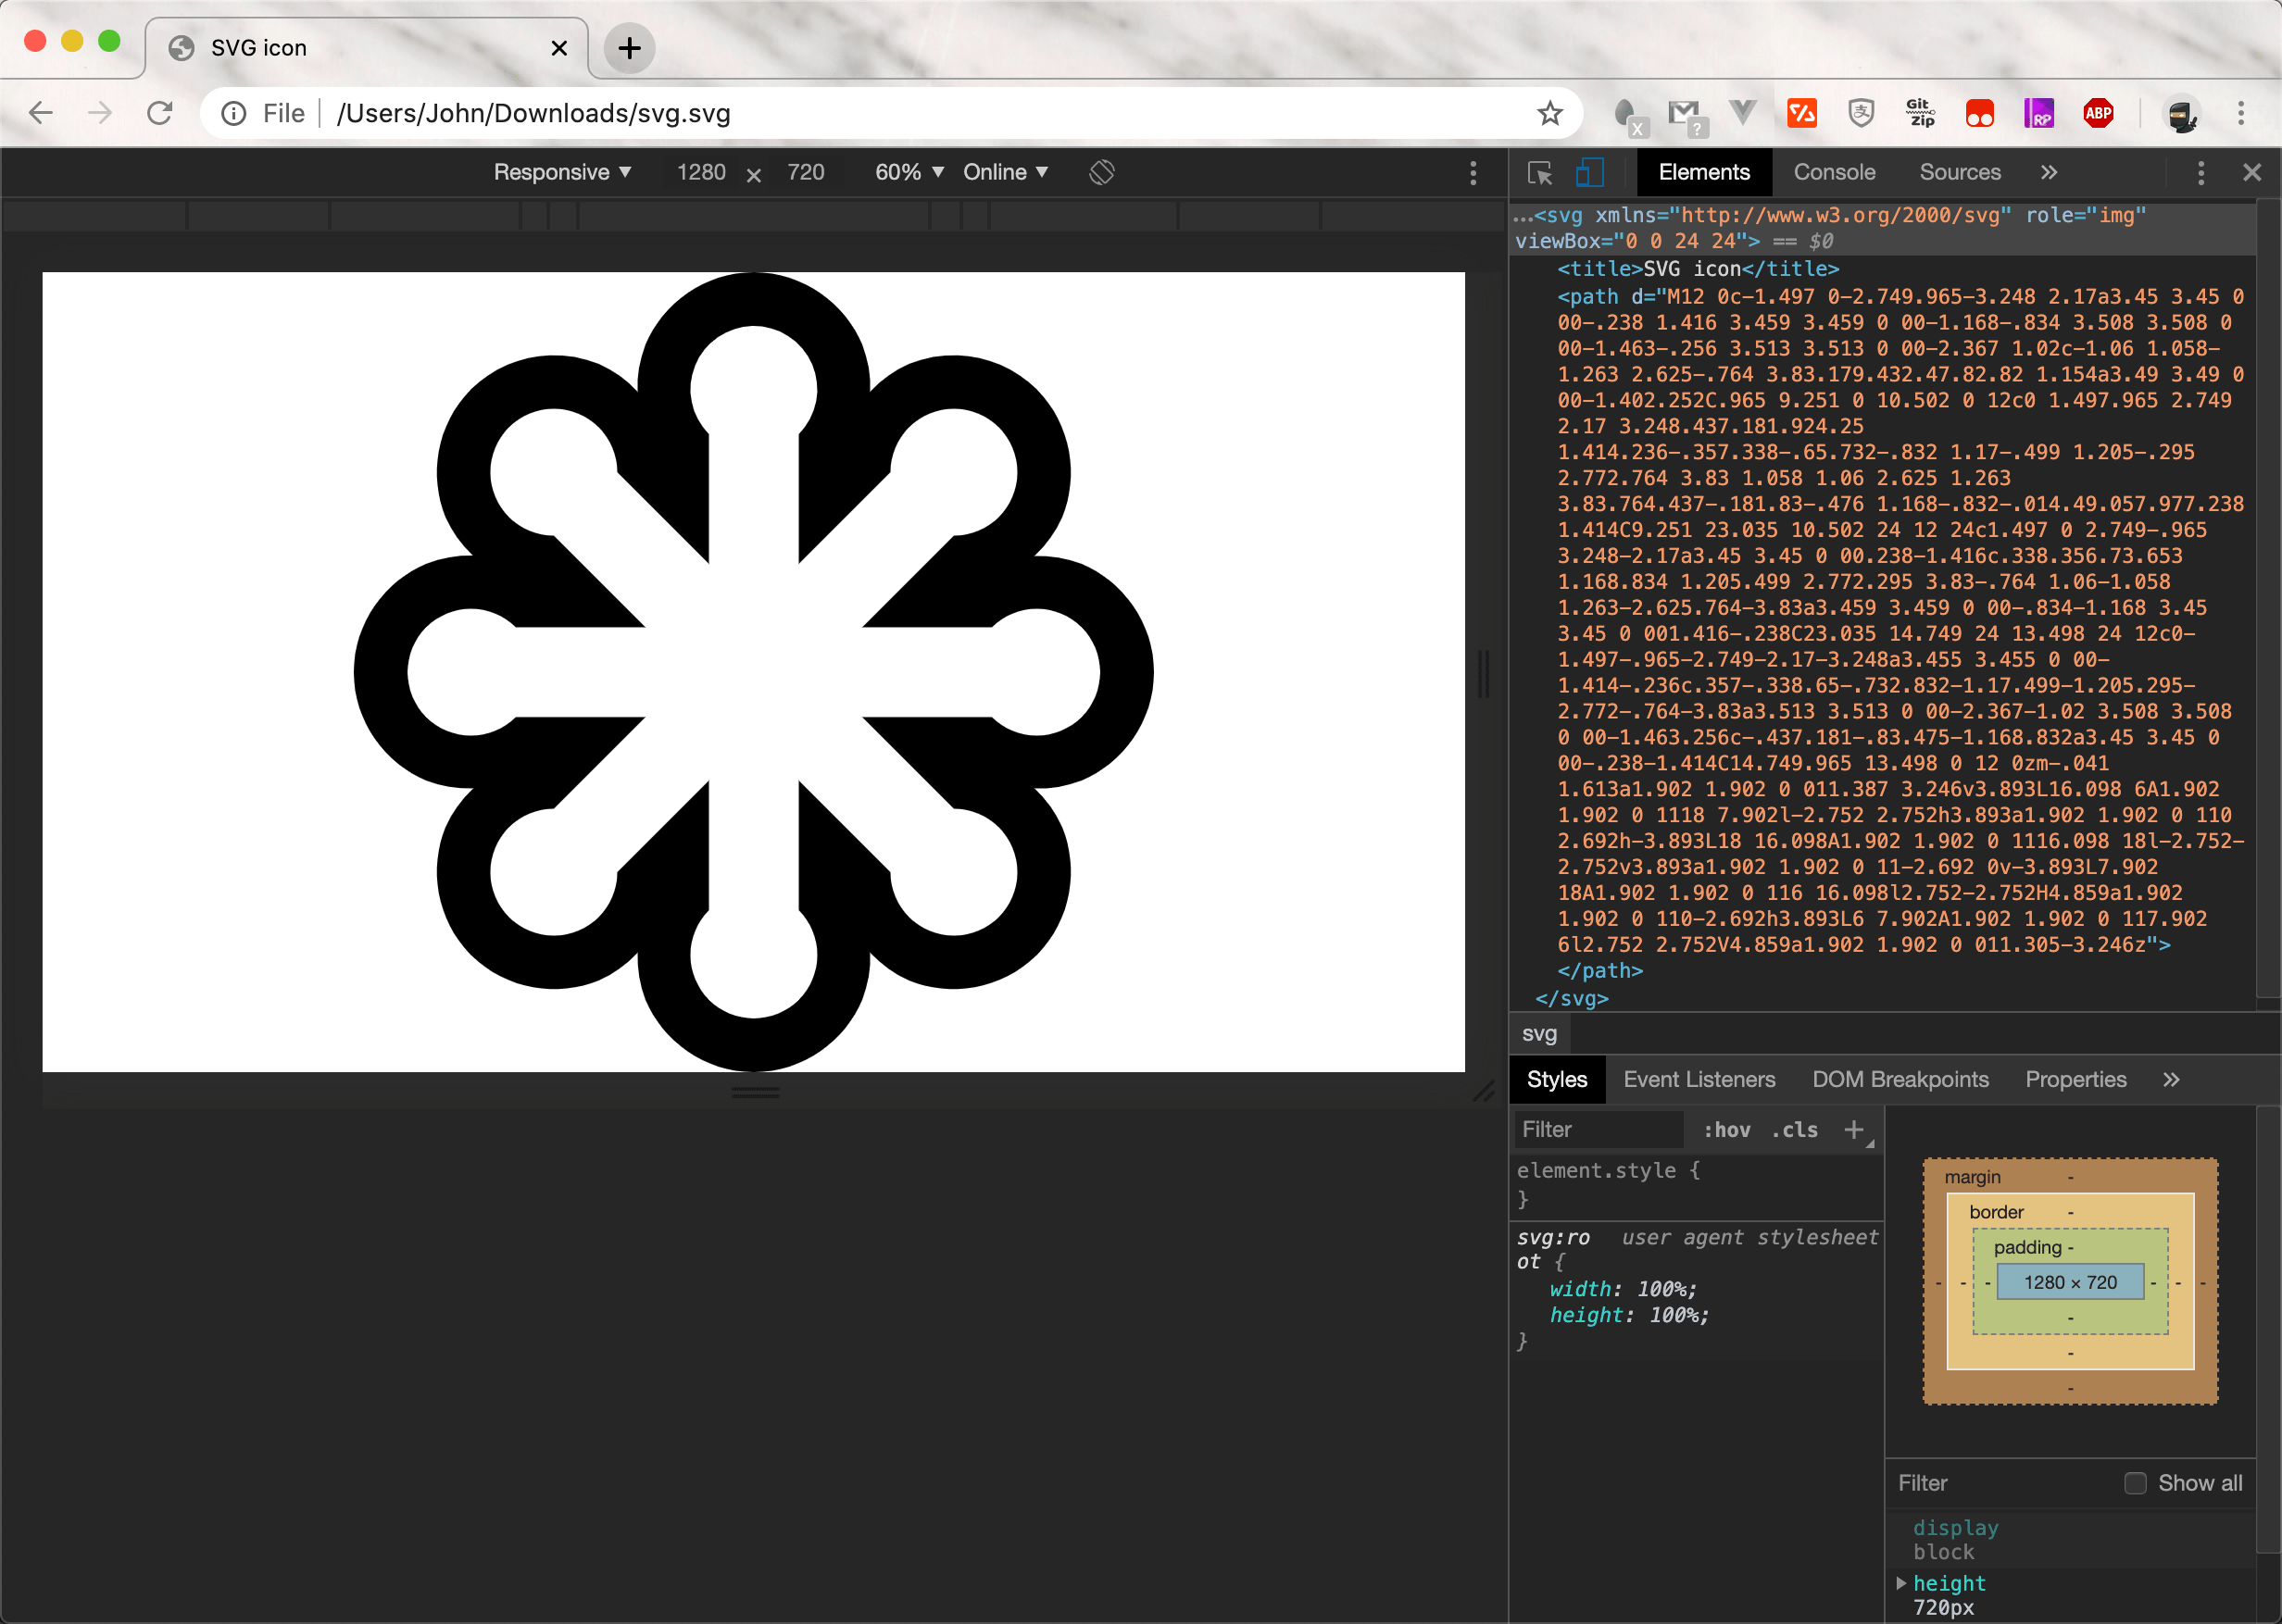 SVG icon
File /Users/John/Downloads/svg.svg
X
?
Git
Zip
RP
ABP
Responsive ▼ 1280 × 720 60% ▼ Online ▼
Elements Console Sources »
…<svg xmlns="http://www.w3.org/2000/svg" role="img"
viewBox="0 0 24 24"> == $0
<title>SVG icon</title>
<path d="M12 0c-1.497 0-2.749.965-3.248 2.17a3.45 3.45 0
00-.238 1.416 3.459 3.459 0 00-1.168-.834 3.508 3.508 0
00-1.463-.256 3.513 3.513 0 00-2.367 1.02c-1.06 1.058-
1.263 2.625-.764 3.83.179.432.47.82.82 1.154a3.49 3.49 0
00-1.402.252C.965 9.251 0 10.502 0 12c0 1.497.965 2.749
2.17 3.248.437.181.924.25
1.414.236-.357.338-.65.732-.832 1.17-.499 1.205-.295
2.772.764 3.83 1.058 1.06 2.625 1.263
3.83.764.437-.181.83-.476 1.168-.832-.014.49.057.977.238
1.414C9.251 23.035 10.502 24 12 24c1.497 0 2.749-.965
3.248-2.17a3.45 3.45 0 00.238-1.416c.338.356.73.653
1.168.834 1.205.499 2.772.295 3.83-.764 1.06-1.058
1.263-2.625.764-3.83a3.459 3.459 0 00-.834-1.168 3.45
3.45 0 001.416-.238C23.035 14.749 24 13.498 24 12c0-
1.497-.965-2.749-2.17-3.248a3.455 3.455 0 00-
1.414-.236c.357-.338.65-.732.832-1.17.499-1.205.295-
2.772-.764-3.83a3.513 3.513 0 00-2.367-1.02 3.508 3.508
0 00-1.463.256c-.437.181-.83.475-1.168.832a3.45 3.45 0
00-.238-1.414C14.749.965 13.498 0 12 0zm-.041
1.613a1.902 1.902 0 011.387 3.246v3.893L16.098 6A1.902
1.902 0 1118 7.902l-2.752 2.752h3.893a1.902 1.902 0 110
2.692h-3.893L18 16.098A1.902 1.902 0 1116.098 18l-2.752-
2.752v3.893a1.902 1.902 0 11-2.692 0v-3.893L7.902
18A1.902 1.902 0 116 16.098l2.752-2.752H4.859a1.902
1.902 0 110-2.692h3.893L6 7.902A1.902 1.902 0 117.902
6l2.752 2.752V4.859a1.902 1.902 0 011.305-3.246z">
</path>
</svg>
svg
Styles Event Listeners DOM Breakpoints Properties »
Filter :hov .cls +
element.style {
}
svg:ro user agent stylesheet
ot {
width: 100%;
height: 100%;
}
margin -
border -
padding -
- - - 1280 × 720 - - -
-
-
-
Filter Show all
display
block
height
720px